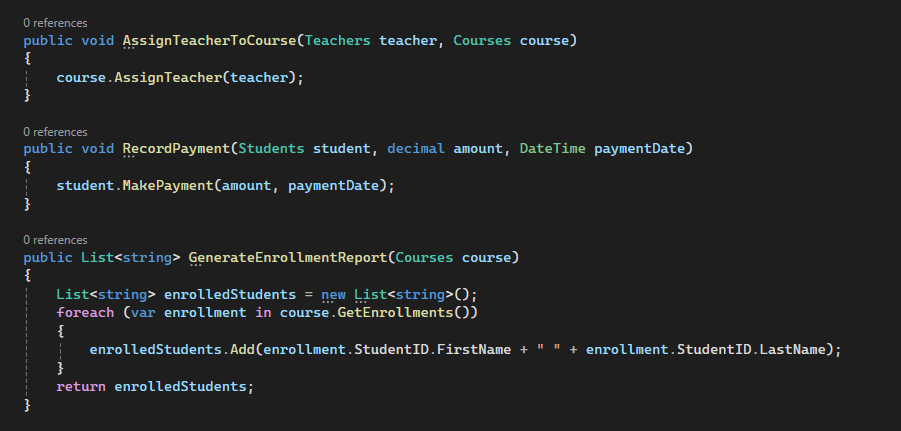 0 references
public void AssignTeacherToCourse(Teachers teacher, Courses course)
{
    course.AssignTeacher(teacher);
}
0 references
public void RecordPayment(Students student, decimal amount, DateTime paymentDate)
{
    student.MakePayment(amount, paymentDate);
}
0 references
public List<string> GenerateEnrollmentReport(Courses course)
{
    List<string> enrolledStudents = new List<string>();
    foreach (var enrollment in course.GetEnrollments())
    {
        enrolledStudents.Add(enrollment.StudentID.FirstName + " " + enrollment.StudentID.LastName);
    }
    return enrolledStudents;
}